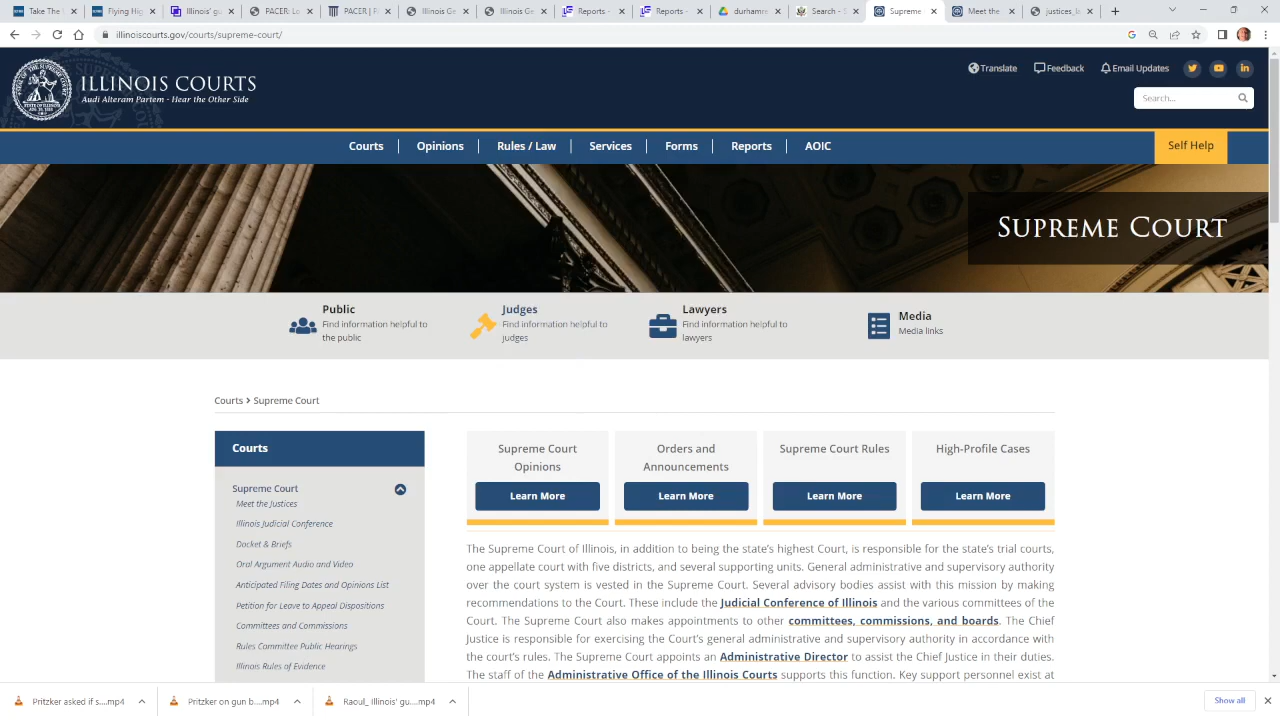 Take The
Flying High
Illinois' gu
PACER: Lo
PACER | P
Illinois Ge
Illinois Ge
Reports -
Reports -
durhamre
Search - S
Supreme
Meet the
justices_l
illinoiscourts.gov/courts/supreme-court/
ILLINOIS COURTS
Audi Alteram Partem - Hear the Other Side
Translate
Feedback
Email Updates
Search...
Courts
Opinions
Rules / Law
Services
Forms
Reports
AOIC
Self Help
SUPREME COURT
Public
Find information helpful to
the public
Judges
Find information helpful to
judges
Lawyers
Find information helpful to
lawyers
Media
Media links
Courts > Supreme Court
Courts
Supreme Court
Meet the Justices
Illinois Judicial Conference
Docket & Briefs
Oral Argument Audio and Video
Anticipated Filing Dates and Opinions List
Petition for Leave to Appeal Dispositions
Committees and Commissions
Rules Committee Public Hearings
Illinois Rules of Evidence
Supreme Court
Opinions
Learn More
Orders and
Announcements
Learn More
Supreme Court Rules
Learn More
High-Profile Cases
Learn More
The Supreme Court of Illinois, in addition to being the state's highest Court, is responsible for the state's trial courts,
one appellate court with five districts, and several supporting units. General administrative and supervisory authority
over the court system is vested in the Supreme Court. Several advisory bodies assist with this mission by making
recommendations to the Court. These include the Judicial Conference of Illinois and the various committees of the
Court. The Supreme Court also makes appointments to other committees, commissions, and boards. The Chief
Justice is responsible for exercising the Court's general administrative and supervisory authority in accordance with
the court's rules. The Supreme Court appoints an Administrative Director to assist the Chief Justice in their duties.
The staff of the Administrative Office of the Illinois Courts supports this function. Key support personnel exist at
Pritzker asked if s....mp4
Pritzker on gun b....mp4
Raoul_ Illinois' gu....mp4
Show all